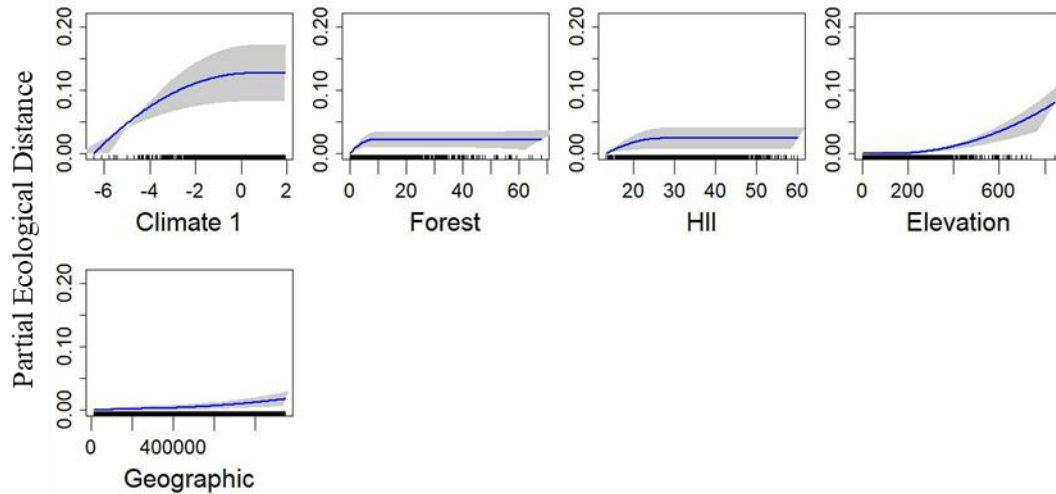 Partial Ecological Distance
0.00 0.10 0.20
-6 -4 -2 0 2
Climate 1
0.00 0.10 0.20
0 20 40 60
Forest
0.00 0.10 0.20
20 30 40 50 60
HII
0.00 0.10 0.20
0 200 600
Elevation
0.00 0.10 0.20
0 400000
Geographic